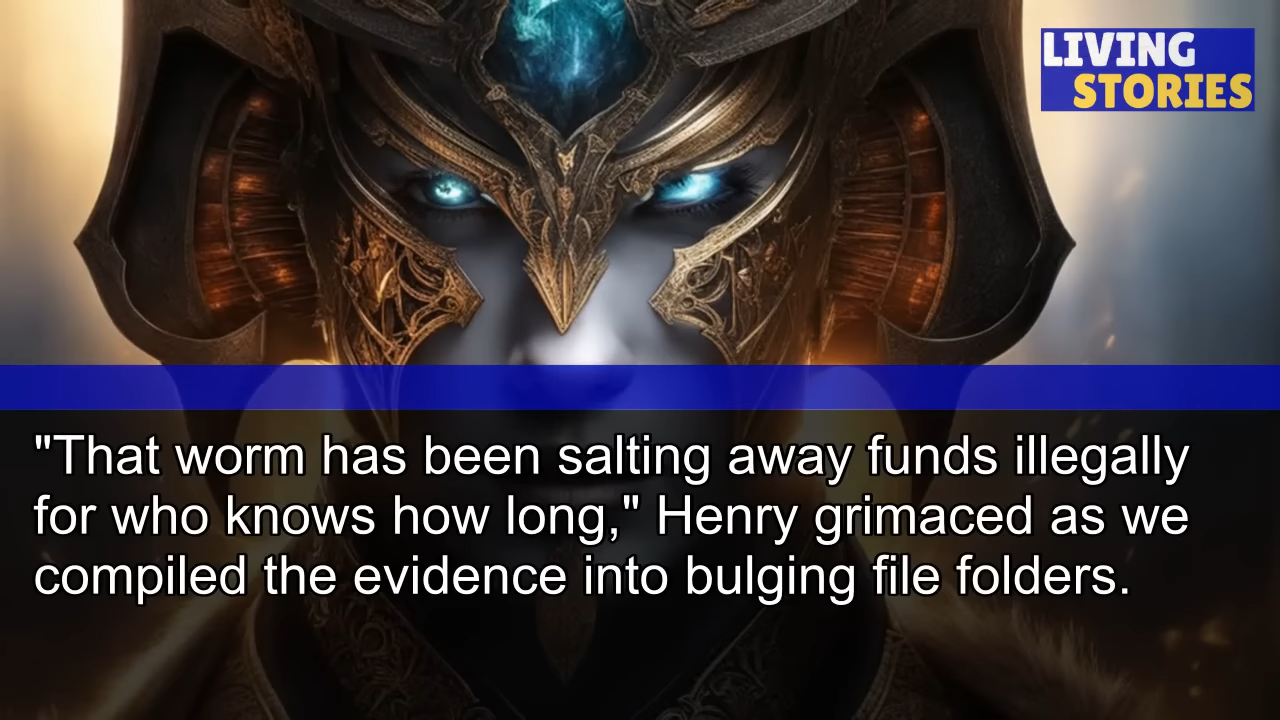 LIVING
STORIES
"That worm has been salting away funds illegally
for who knows how long," Henry grimaced as we
compiled the evidence into bulging file folders.